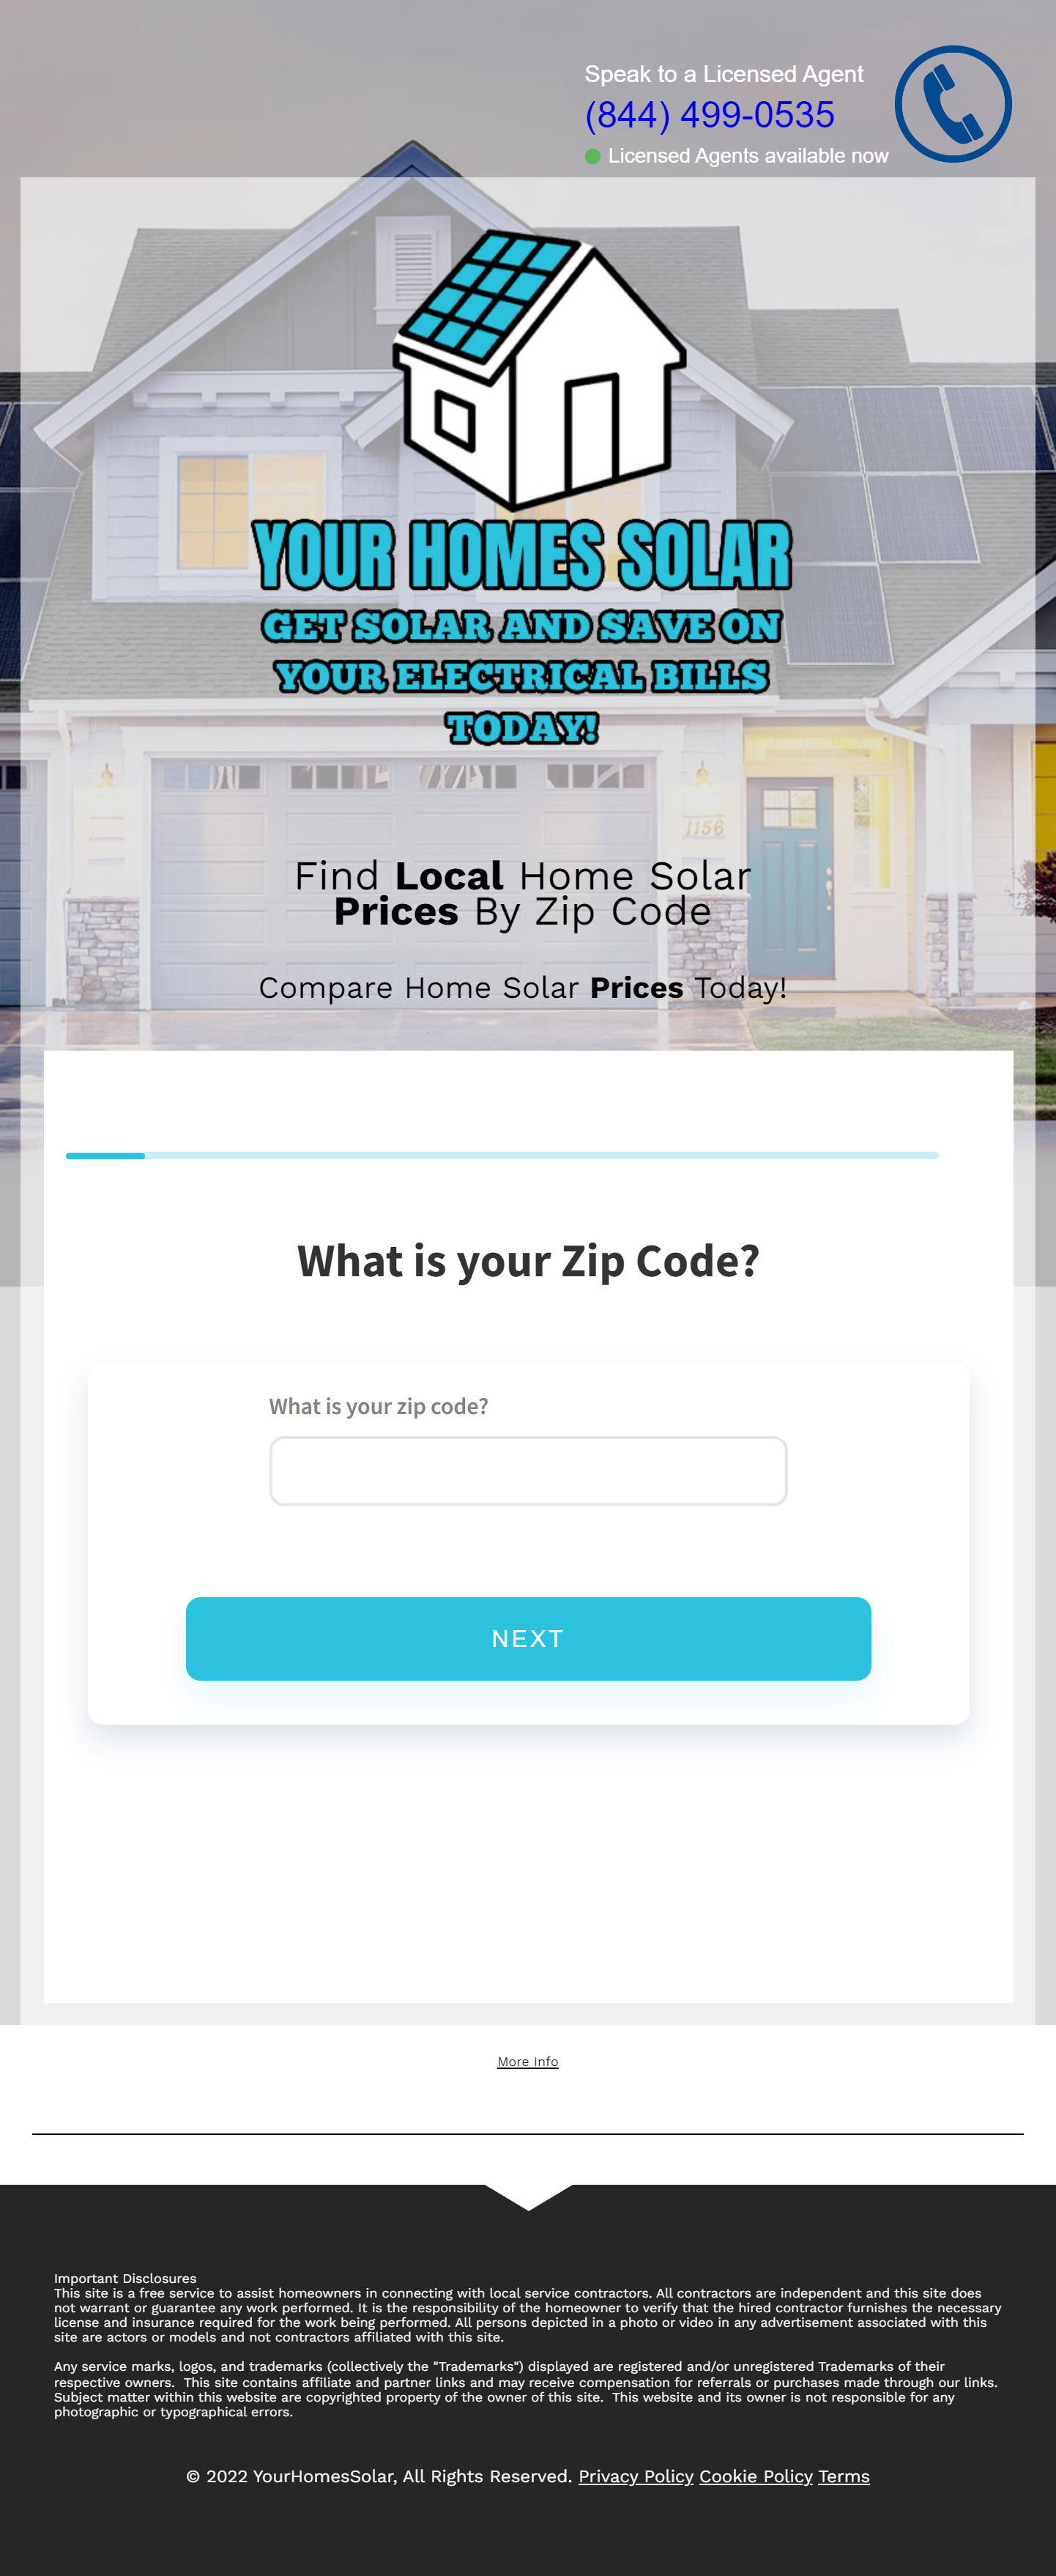 Speak to a Licensed Agent
(844) 499-0535
Licensed Agents available now
YOUR HOMES SOLAR
GET SOLAR AND SAVE ON
YOUR ELECTRICAL BILLS
TODAY!
1156
Find Local Home Solar
Prices By Zip Code
Compare Home Solar Prices Today!
What is your Zip Code?
What is your zip code?
NEXT
More Info
Important Disclosures
This site is a free service to assist homeowners in connecting with local service contractors. All contractors are independent and this site does
not warrant or guarantee any work performed. It is the responsibility of the homeowner to verify that the hired contractor furnishes the necessary
license and insurance required for the work being performed. All persons depicted in a photo or video in any advertisement associated with this
site are actors or models and not contractors affiliated with this site.
Any service marks, logos, and trademarks (collectively the "Trademarks") displayed are registered and/or unregistered Trademarks of their
respective owners.  This site contains affiliate and partner links and may receive compensation for referrals or purchases made through our links.
Subject matter within this website are copyrighted property of the owner of this site.  This website and its owner is not responsible for any
photographic or typographical errors.
© 2022 YourHomesSolar, All Rights Reserved. Privacy Policy Cookie Policy Terms